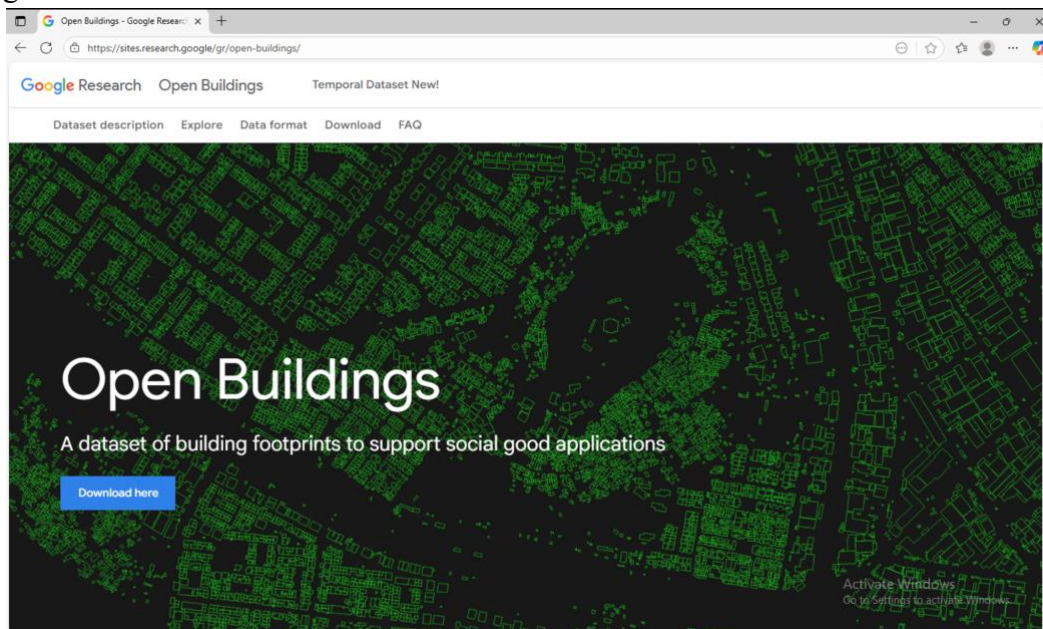 Open Buildings - Google Researc
https://sites.research.google/gr/open-buildings/
Google Research Open Buildings Temporal Dataset New!
Dataset description Explore Data format Download FAQ
Open Buildings
A dataset of building footprints to support social good applications
Download here
Activate Windows
Go to Settings to activate Windows.